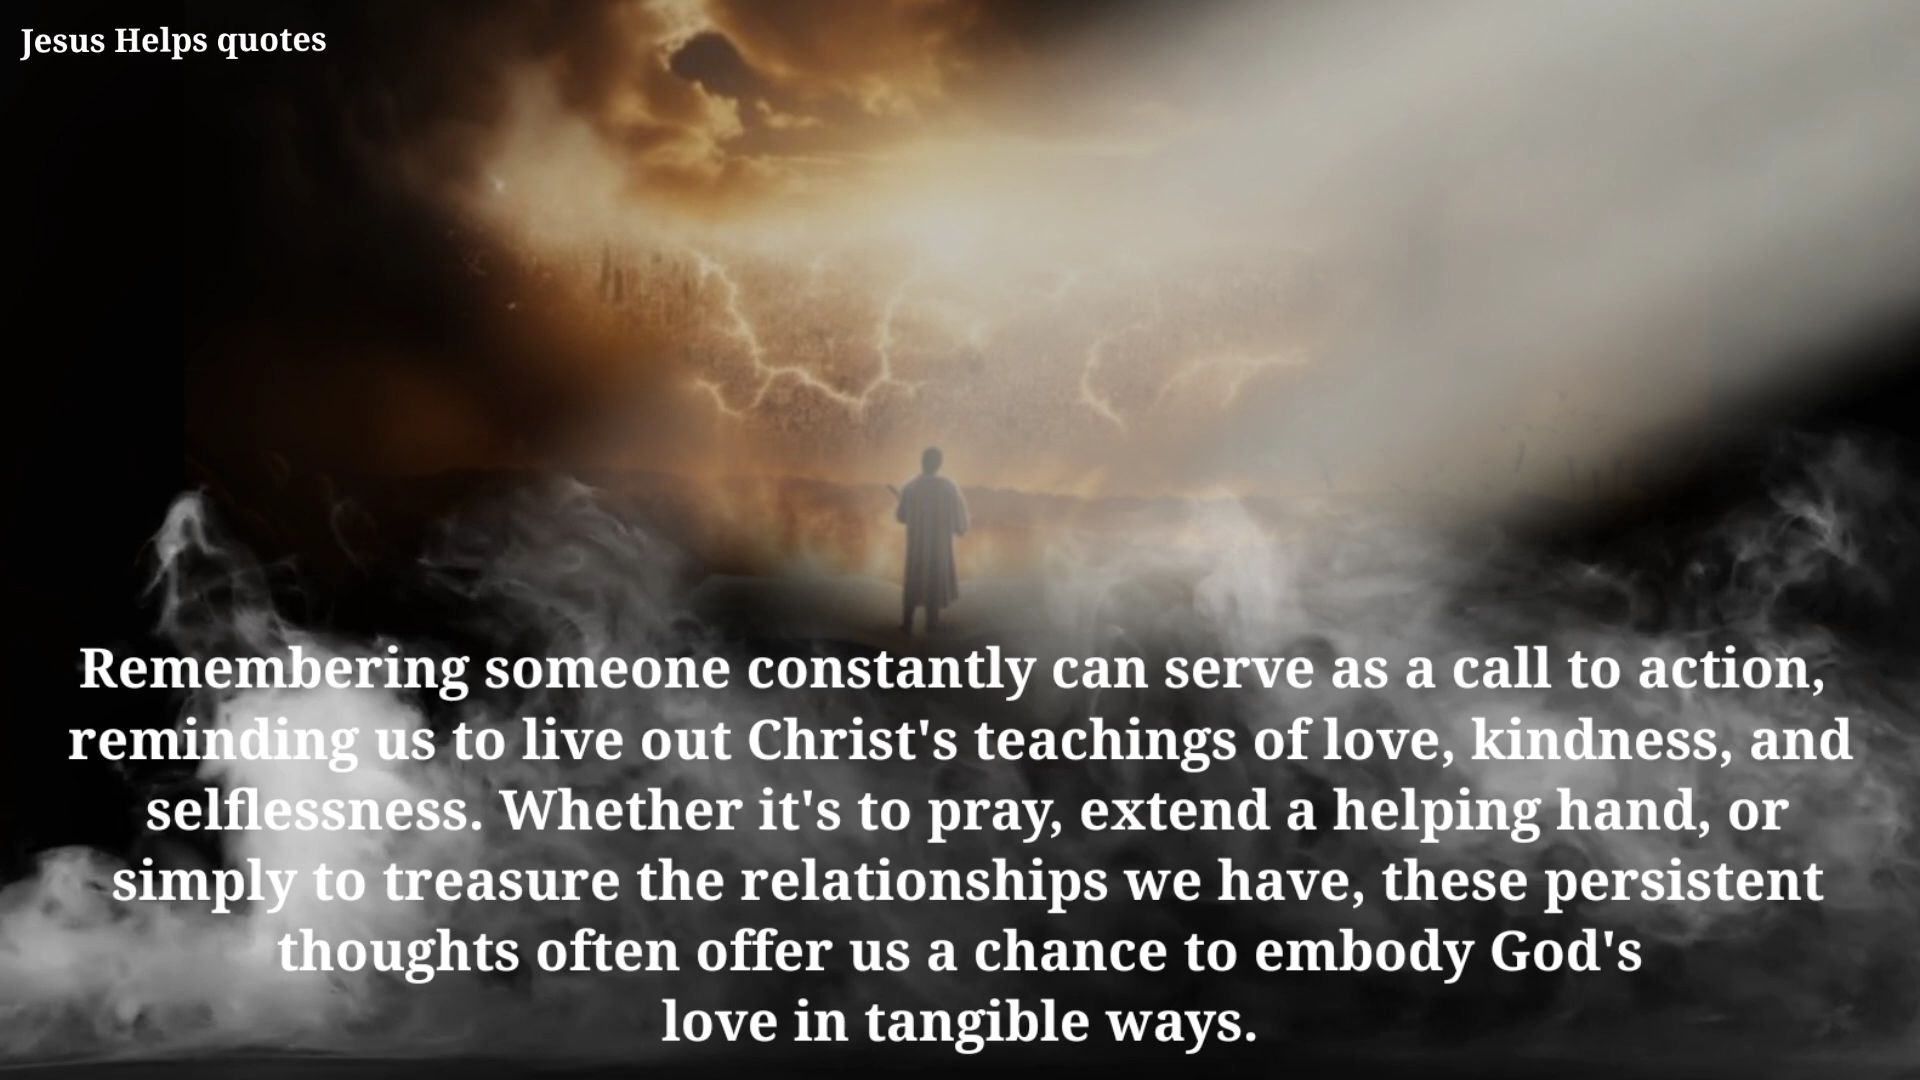 Jesus Helps quotes
Remembering someone constantly can serve as a call to action,
reminding us to live out Christ's teachings of love, kindness, and
selflessness. Whether it's to pray, extend a helping hand, or
simply to treasure the relationships we have, these persistent
thoughts often offer us a chance to embody God's
love in tangible ways.